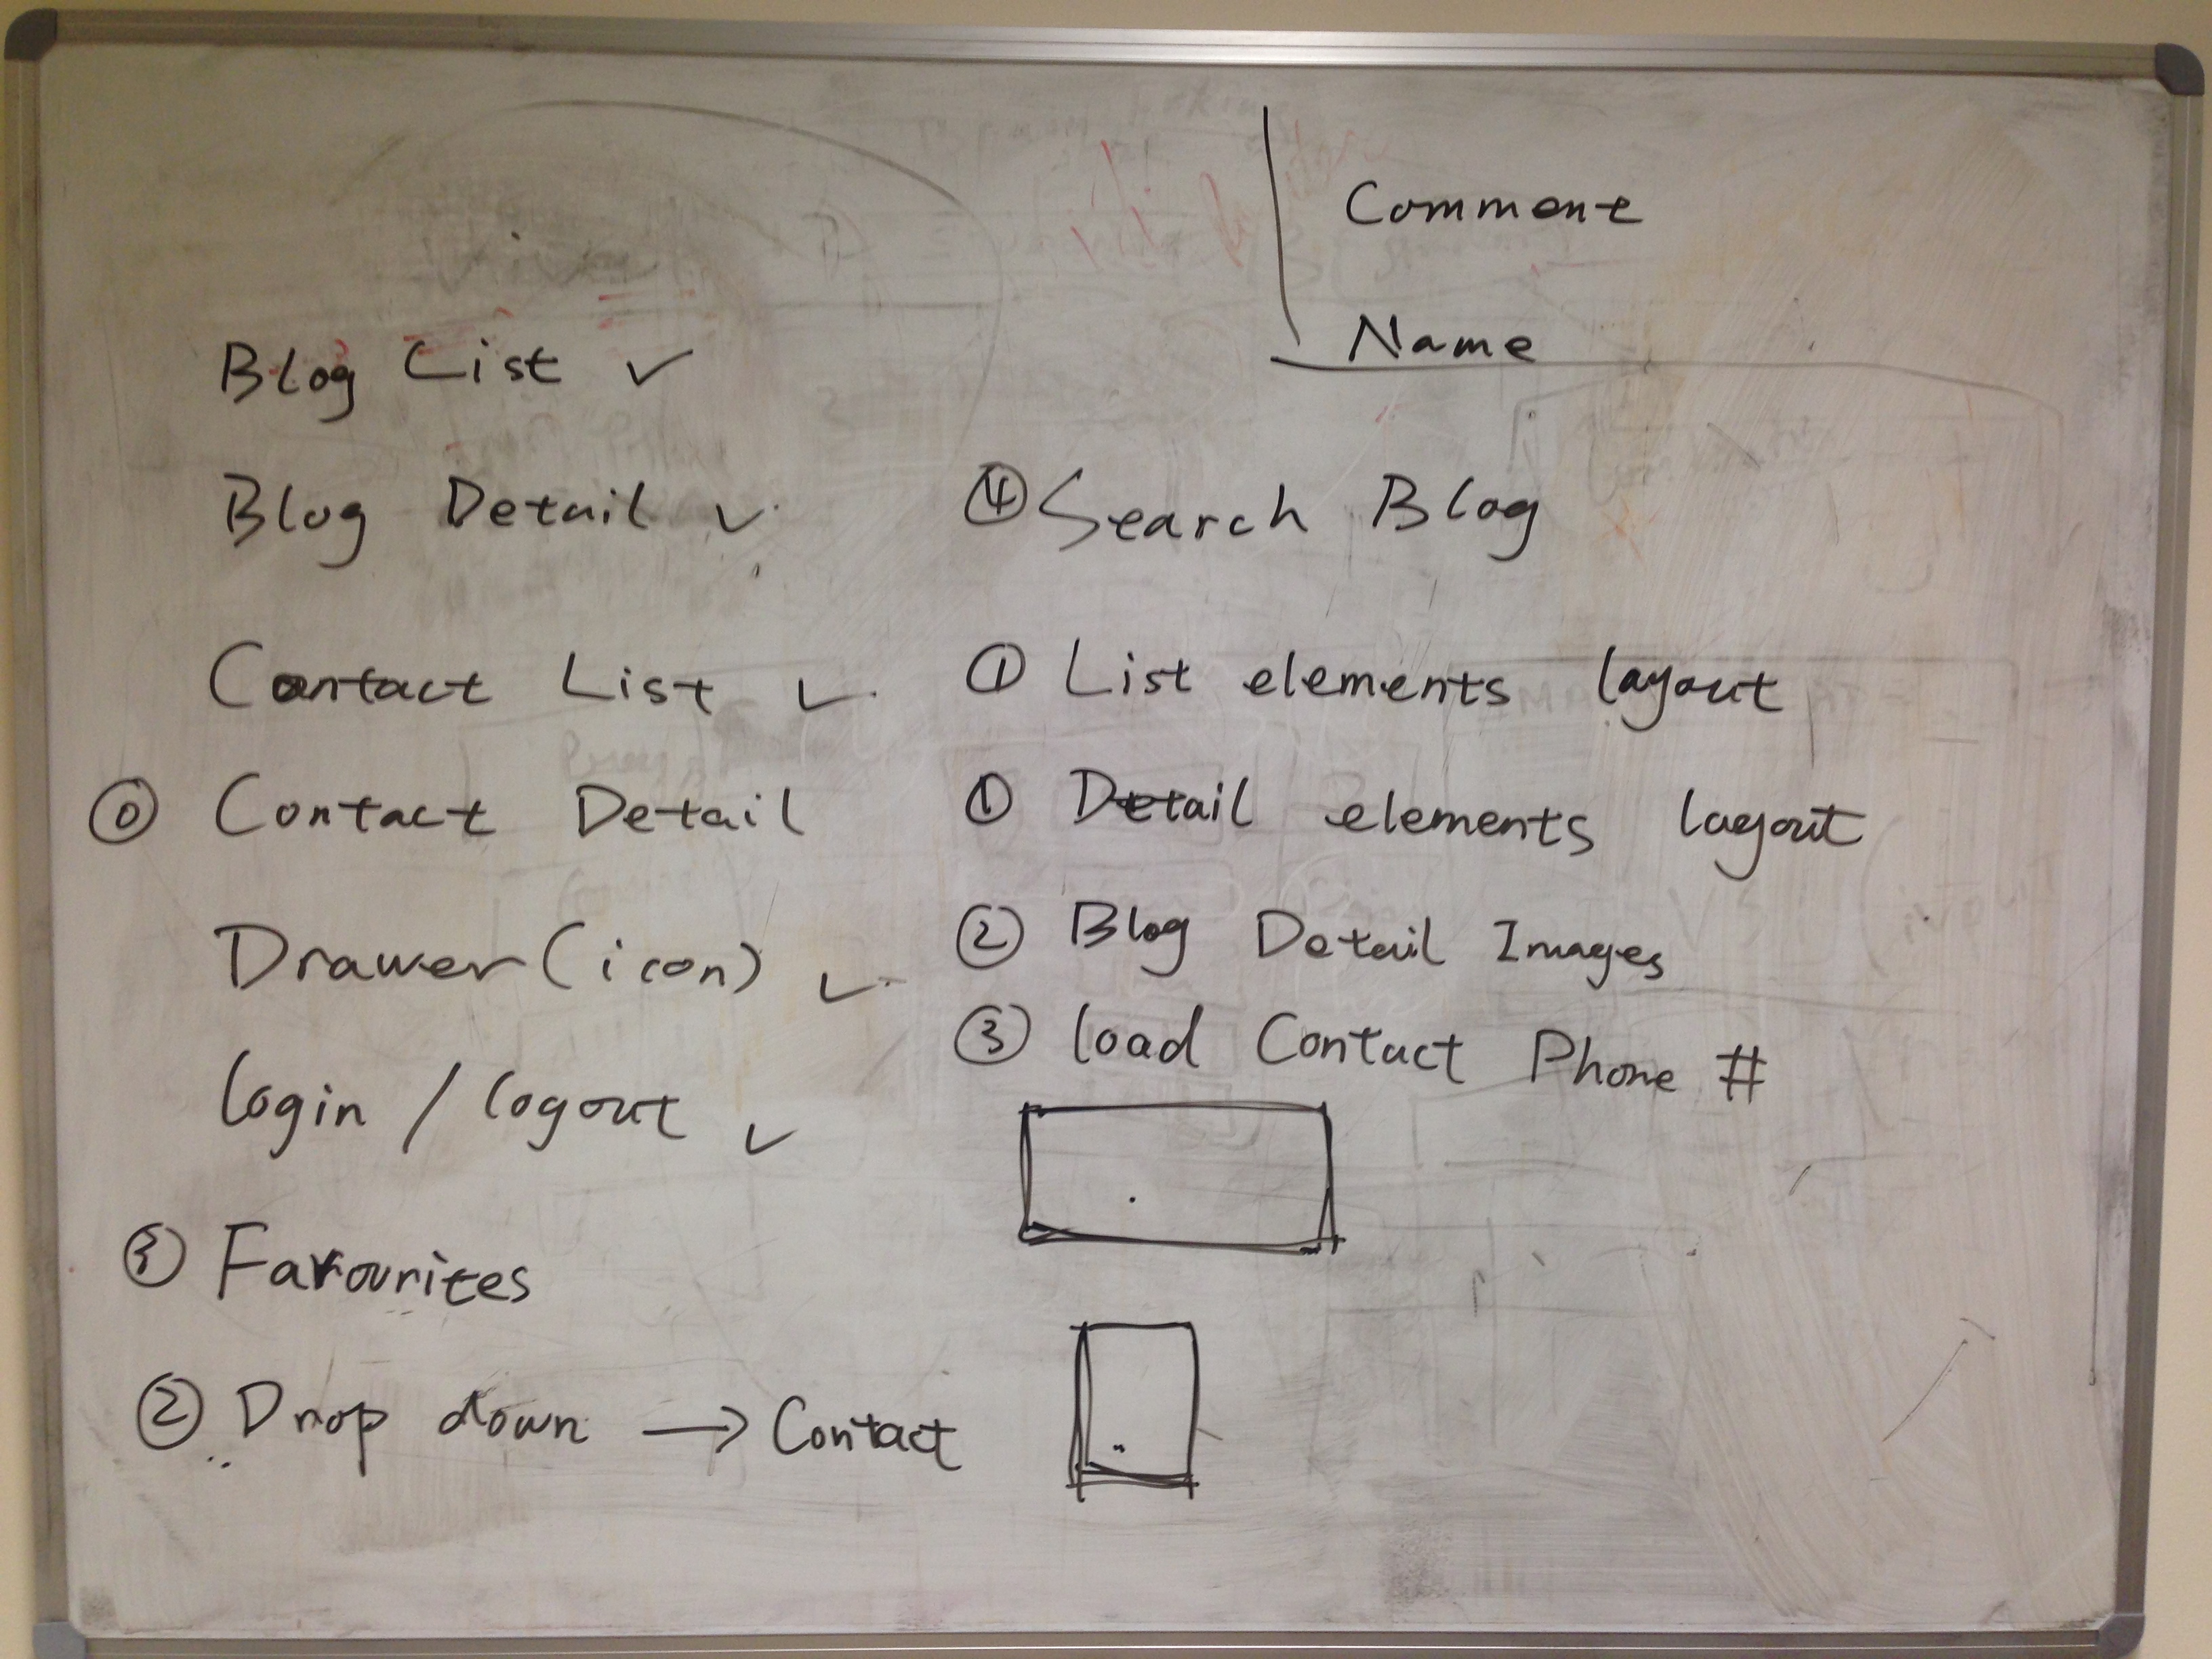 Comment
Name
Blog List ✓
Blog Detail ✓
Contact List ✓
⓪ Contact Detail
Drawer (icon) ✓
login / logout ✓
③ Favourites
② Drop down → Contact
④ Search Blog
① List elements layout
① Detail elements layout
② Blog Detail Images
③ load Contact Phone #